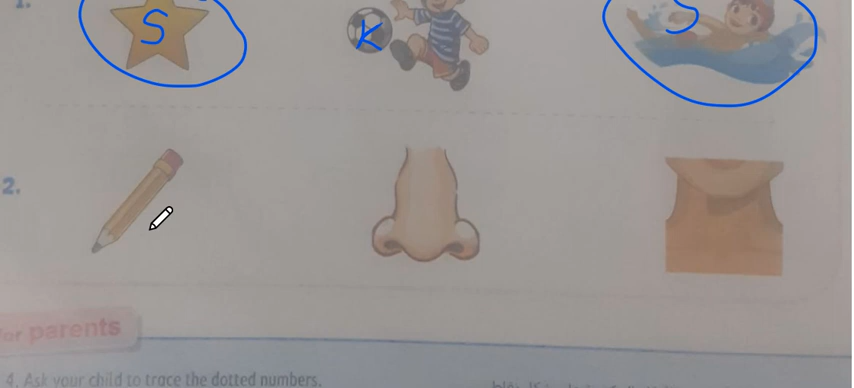 1.
S K S
2.
for parents
4. Ask your child to trace the dotted numbers.